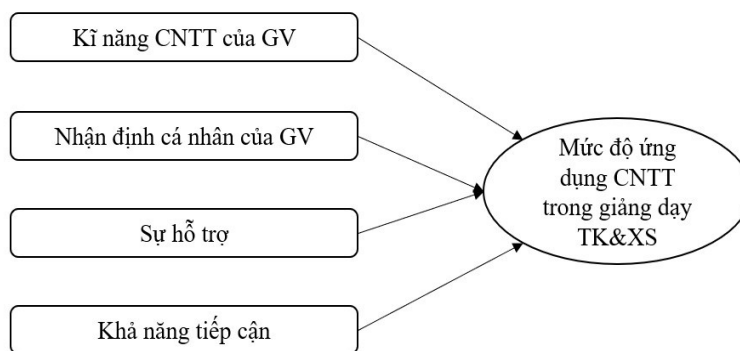 Kĩ năng CNTT của GV
Nhận định cá nhân của GV
Sự hỗ trợ
Khả năng tiếp cận
Mức độ ứng
dụng CNTT
trong giảng dạy
TK&XS